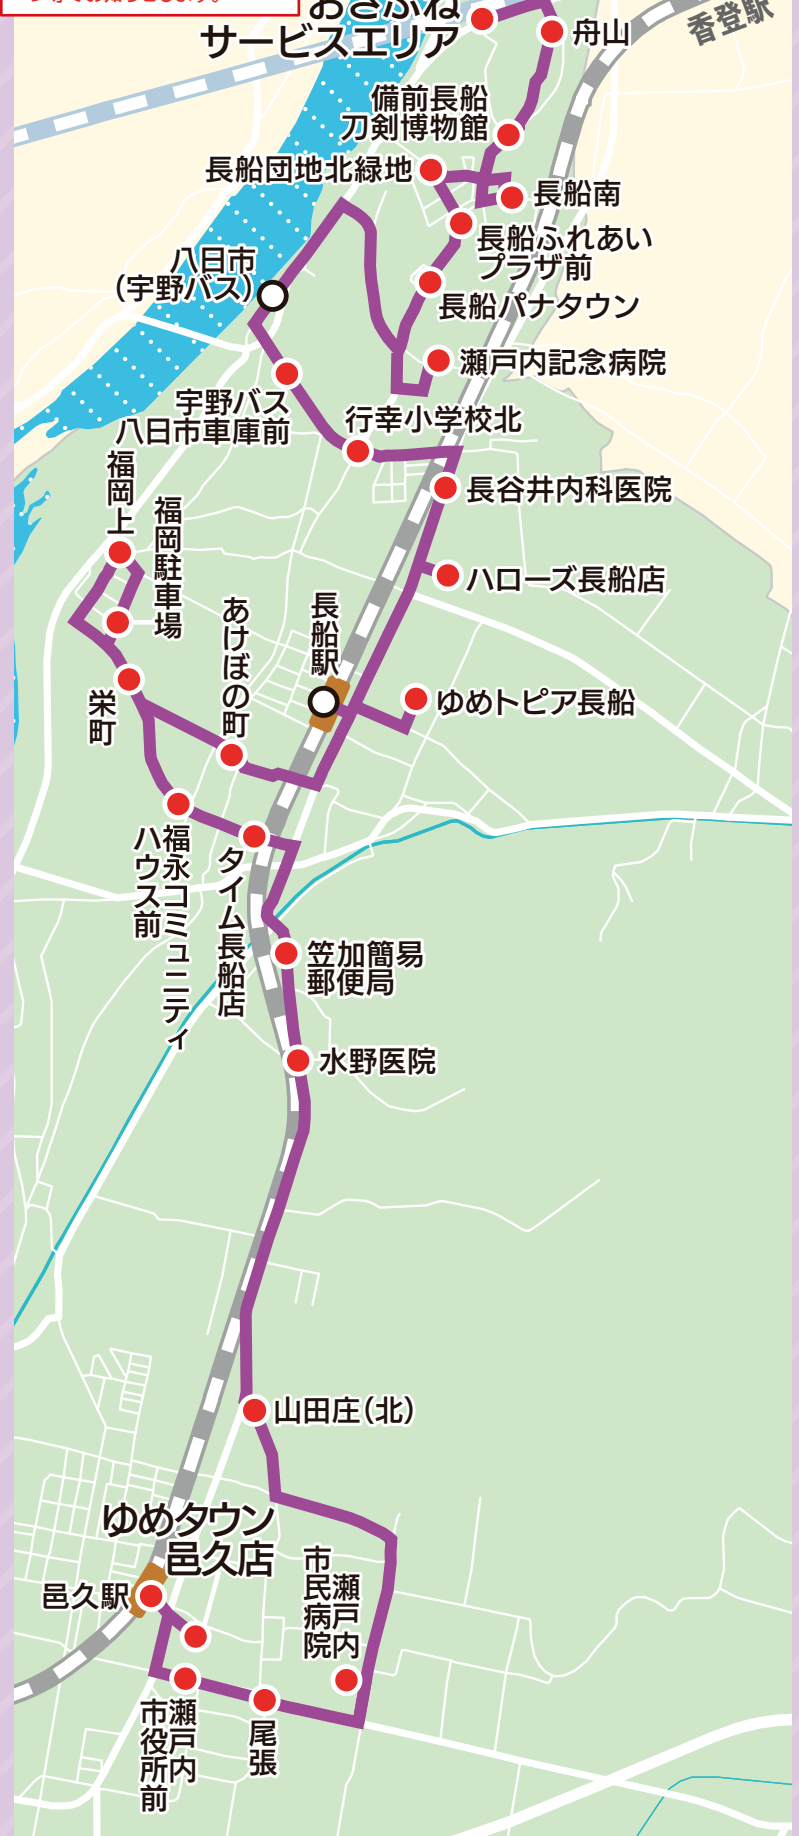 でお知らせします。
おさふね
サービスエリア
舟山
香登駅
備前長船
刀剣博物館
長船団地北緑地
長船南
長船ふれあい
プラザ前
八日市
（宇野バス）
長船パナタウン
瀬戸内記念病院
宇野バス
八日市車庫前
行幸小学校北
福岡上
長谷井内科医院
福岡駐車場
ハローズ長船店
あけぼの町
長船駅
栄町
ゆめトピア長船
福永コミュニティ
ハウス前
タイム長船店
笠加簡易
郵便局
水野医院
山田庄（北）
ゆめタウン
邑久店
邑久駅
瀬戸内
市民病院
瀬戸内
市役所前
尾張